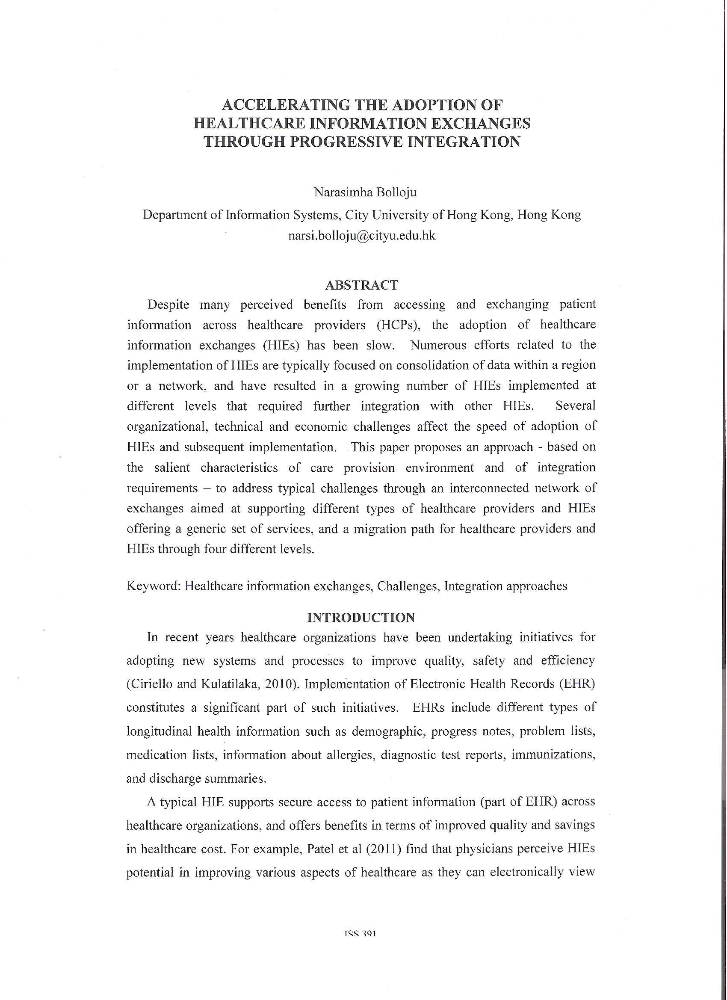 ACCELERATING THE ADOPTION OF
HEALTHCARE INFORMATION EXCHANGES
THROUGH PROGRESSIVE INTEGRATION
Narasimha Bolloju
Department of Information Systems, City University of Hong Kong, Hong Kong
narsi.bolloju@cityu.edu.hk
ABSTRACT
Despite many perceived benefits from accessing and exchanging patient
information across healthcare providers (HCPs), the adoption of healthcare
information exchanges (HIEs) has been slow. Numerous efforts related to the
implementation of HIEs are typically focused on consolidation of data within a region
or a network, and have resulted in a growing number of HIEs implemented at
different levels that required further integration with other HIEs. Several
organizational, technical and economic challenges affect the speed of adoption of
HIEs and subsequent implementation. This paper proposes an approach - based on
the salient characteristics of care provision environment and of integration
requirements – to address typical challenges through an interconnected network of
exchanges aimed at supporting different types of healthcare providers and HIEs
offering a generic set of services, and a migration path for healthcare providers and
HIEs through four different levels.
Keyword: Healthcare information exchanges, Challenges, Integration approaches
INTRODUCTION
In recent years healthcare organizations have been undertaking initiatives for
adopting new systems and processes to improve quality, safety and efficiency
(Ciriello and Kulatilaka, 2010). Implementation of Electronic Health Records (EHR)
constitutes a significant part of such initiatives. EHRs include different types of
longitudinal health information such as demographic, progress notes, problem lists,
medication lists, information about allergies, diagnostic test reports, immunizations,
and discharge summaries.
A typical HIE supports secure access to patient information (part of EHR) across
healthcare organizations, and offers benefits in terms of improved quality and savings
in healthcare cost. For example, Patel et al (2011) find that physicians perceive HIEs
potential in improving various aspects of healthcare as they can electronically view
ISS 391